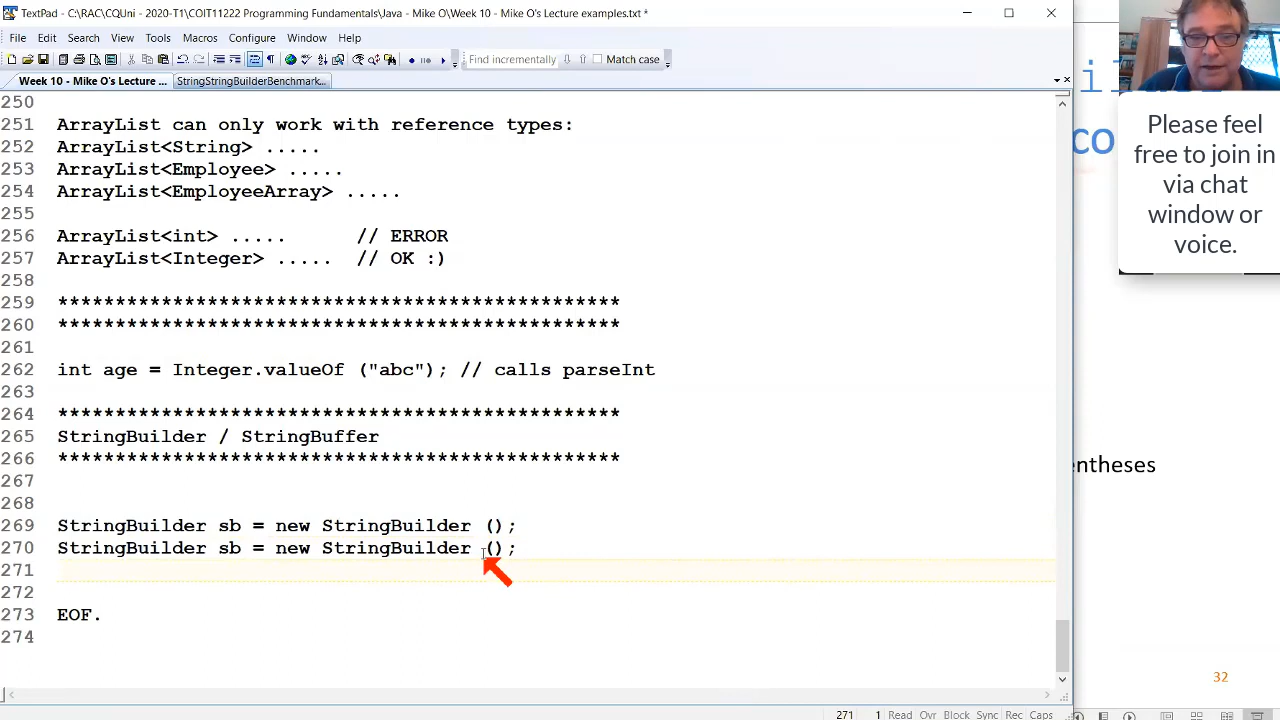 TextPad - C:\RAC\CQUni - 2020-T1\COIT11222 Programming Fundamentals\Java - Mike O\Week 10 - Mike O's Lecture examples.txt *
File Edit Search View Tools Macros Configure Window Help
Find incrementally Match case
Week 10 - Mike O's Lecture ... StringStringBuilderBenchmark...
250
251 ArrayList can only work with reference types:
252 ArrayList<String> .....
253 ArrayList<Employee> .....
254 ArrayList<EmployeeArray> .....
255
256 ArrayList<int> ..... // ERROR
257 ArrayList<Integer> ..... // OK :)
258
259 *************************************************
260 *************************************************
261
262 int age = Integer.valueOf ("abc"); // calls parseInt
263
264 *************************************************
265 StringBuilder / StringBuffer
266 *************************************************
267
268
269 StringBuilder sb = new StringBuilder ();
270 StringBuilder sb = new StringBuilder ();
271
272
273 EOF.
274
271 1 Read Ovr Block Sync Rec Caps
Please feel
free to join in
via chat
window or
voice.
entheses
32